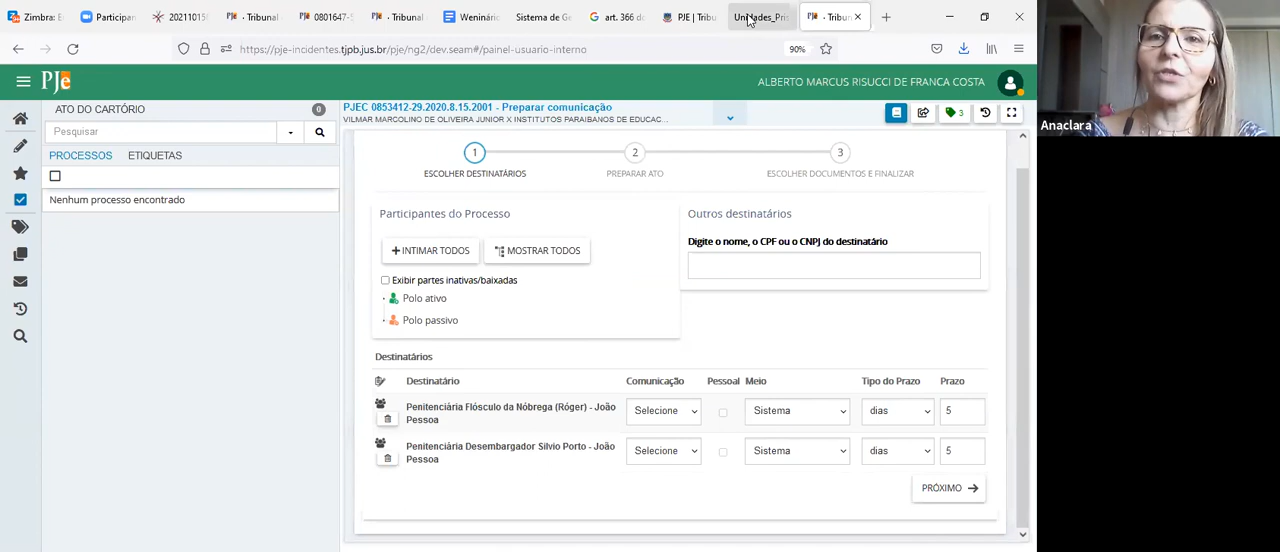 Zimbra: E
Participan
20211015
· Tribunal
0801647-5
· Tribunal
Weninário
Sistema de Ge
art. 366 do
PJE | Tribu
Unidades_Pris
· Tribun
https://pje-incidentes.tjpb.jus.br/pje/ng2/dev.seam#/painel-usuario-interno
90%
PJe
ALBERTO MARCUS RISUCCI DE FRANCA COSTA
ATO DO CARTÓRIO
0
PJEC 0853412-29.2020.8.15.2001 - Preparar comunicação
VILMAR MARCOLINO DE OLIVEIRA JUNIOR X INSTITUTOS PARAIBANOS DE EDUCAC...
3
Anaclara
Pesquisar
PROCESSOS
ETIQUETAS
Nenhum processo encontrado
1
2
3
ESCOLHER DESTINATÁRIOS
PREPARAR ATO
ESCOLHER DOCUMENTOS E FINALIZAR
Participantes do Processo
Outros destinatários
INTIMAR TODOS
MOSTRAR TODOS
Digite o nome, o CPF ou o CNPJ do destinatário
Exibir partes inativas/baixadas
Polo ativo
Polo passivo
Destinatários
Destinatário Comunicação Pessoal Meio Tipo do Prazo Prazo
Penitenciária Flósculo da Nóbrega (Róger) - João
Pessoa
Selecione
Sistema
dias
5
Penitenciária Desembargador Silvio Porto - João
Pessoa
Selecione
Sistema
dias
5
PRÓXIMO